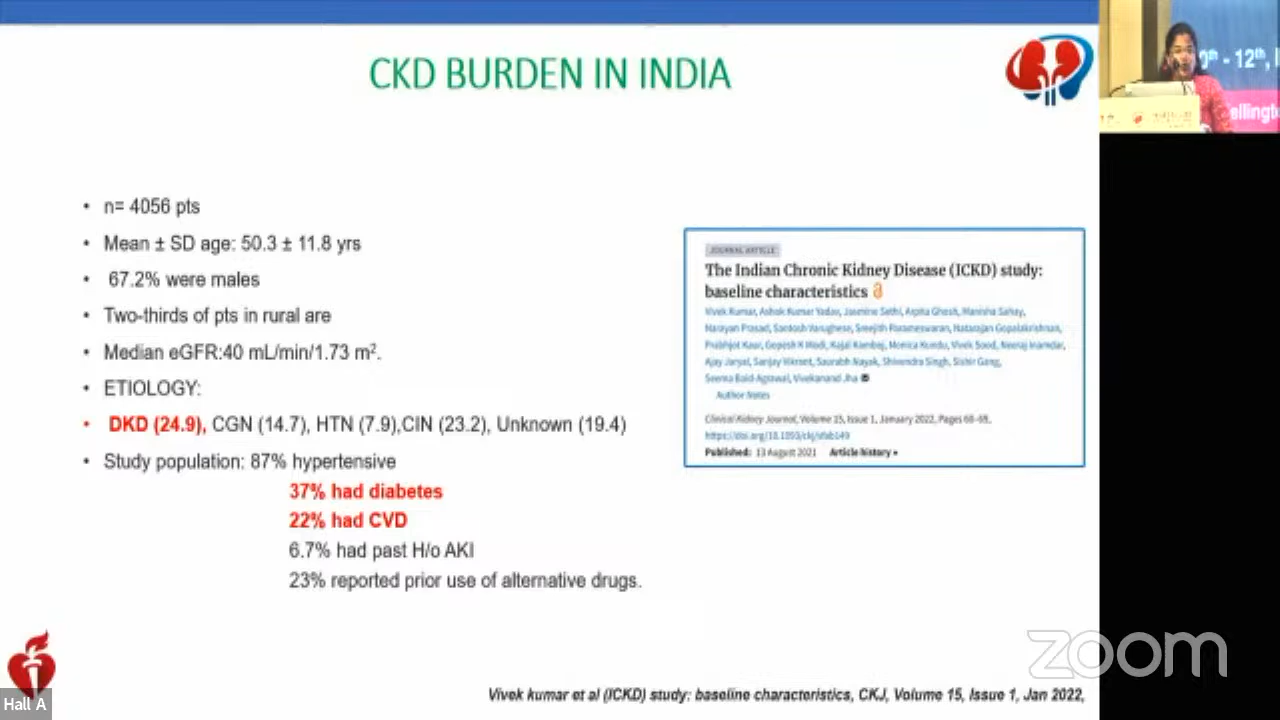 CKD BURDEN IN INDIA
0th - 12th,
ellingt
• n= 4056 pts
• Mean ± SD age: 50.3 ± 11.8 yrs
• 67.2% were males
• Two-thirds of pts in rural are
• Median eGFR:40 mL/min/1.73 m².
• ETIOLOGY:
• DKD (24.9), CGN (14.7), HTN (7.9),CIN (23.2), Unknown (19.4)
• Study population: 87% hypertensive
37% had diabetes
22% had CVD
6.7% had past H/o AKI
23% reported prior use of alternative drugs.
JOURNAL ARTICLE
The Indian Chronic Kidney Disease (ICKD) study:
baseline characteristics
Vivek Kumar, Ashok Kumar Yadav, Jasmine Sethi, Arpita Ghosh, Manisha Sahay,
Narayan Prasad, Santosh Varughese, Sreejith Parameswaran, Natarajan Gopalakrishnan,
Prabhjot Kaur, Gopesh K Modi, Kajal Kamboj, Monica Kundu, Vivek Sood, Neeraj Inamdar,
Ajay Jaryal, Sanjay Vikrant, Saurabh Nayak, Shivendra Singh, Sishir Gang,
Seema Baid-Agrawal, Vivekanand Jha
Author Notes
Clinical Kidney Journal, Volume 15, Issue 1, January 2022, Pages 60–69,
https://doi.org/10.1093/ckj/sfab149
Published: 13 August 2021 Article history
zoom
Hall A
Vivek kumar et al (ICKD) study: baseline characteristics, CKJ, Volume 15, Issue 1, Jan 2022,